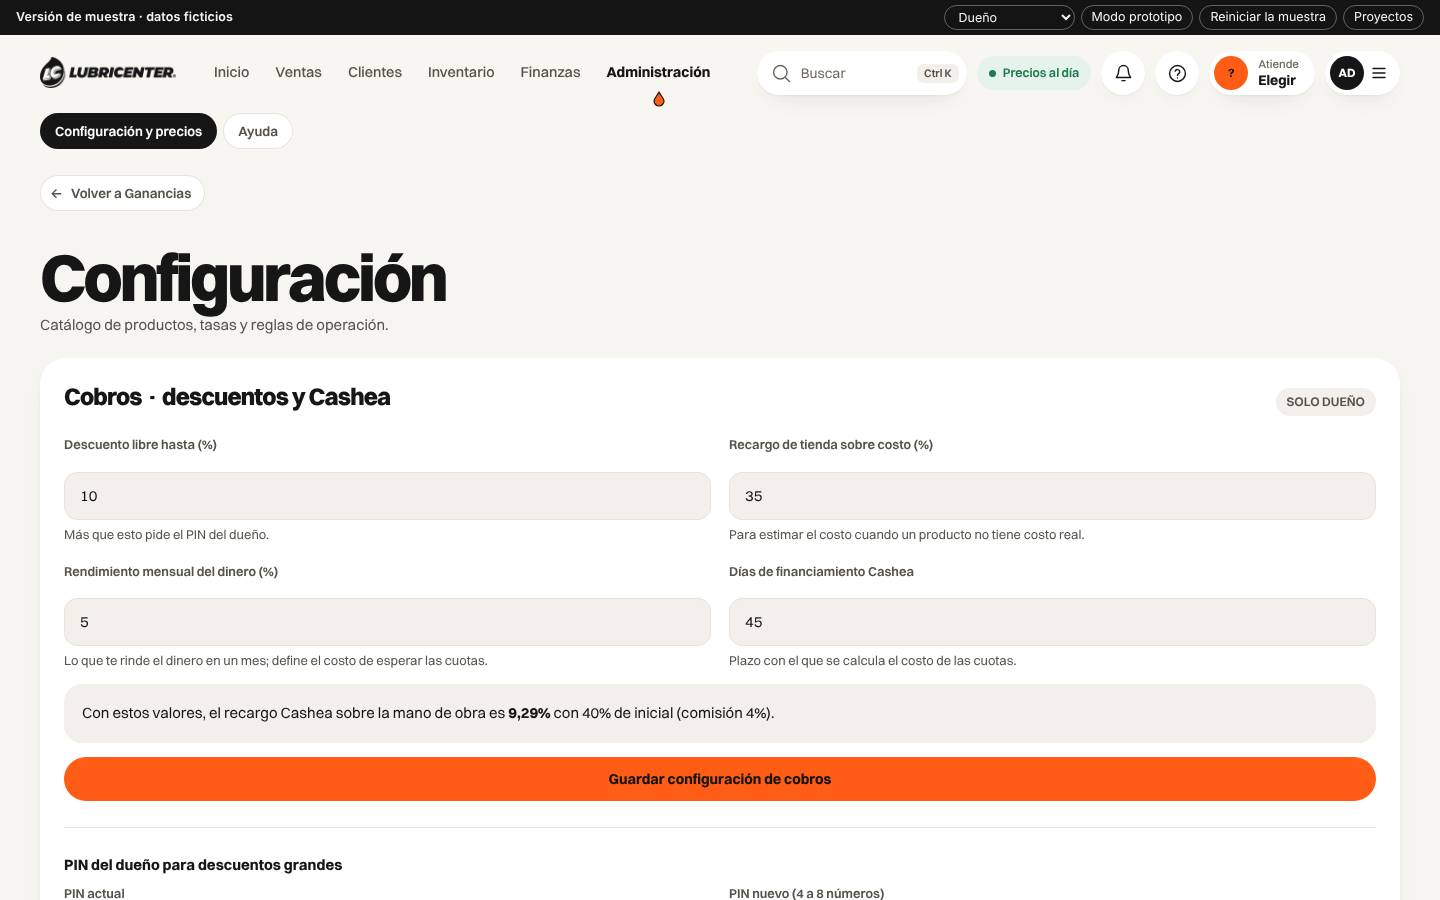 Versión de muestra · datos ficticios
Dueño
Modo prototipo
Reiniciar la muestra
Proyectos
LUBRICENTER
Inicio
Ventas
Clientes
Inventario
Finanzas
Administración
Buscar
Ctrl K
Precios al día
?
Atiende
Elegir
AD
Configuración y precios
Ayuda
← Volver a Ganancias
Configuración
Catálogo de productos, tasas y reglas de operación.
Cobros · descuentos y Cashea
SOLO DUEÑO
Descuento libre hasta (%)
Recargo de tienda sobre costo (%)
10
35
Más que esto pide el PIN del dueño.
Para estimar el costo cuando un producto no tiene costo real.
Rendimiento mensual del dinero (%)
Días de financiamiento Cashea
5
45
Lo que te rinde el dinero en un mes; define el costo de esperar las cuotas.
Plazo con el que se calcula el costo de las cuotas.
Con estos valores, el recargo Cashea sobre la mano de obra es 9,29% con 40% de inicial (comisión 4%).
Guardar configuración de cobros
PIN del dueño para descuentos grandes
PIN actual
PIN nuevo (4 a 8 números)